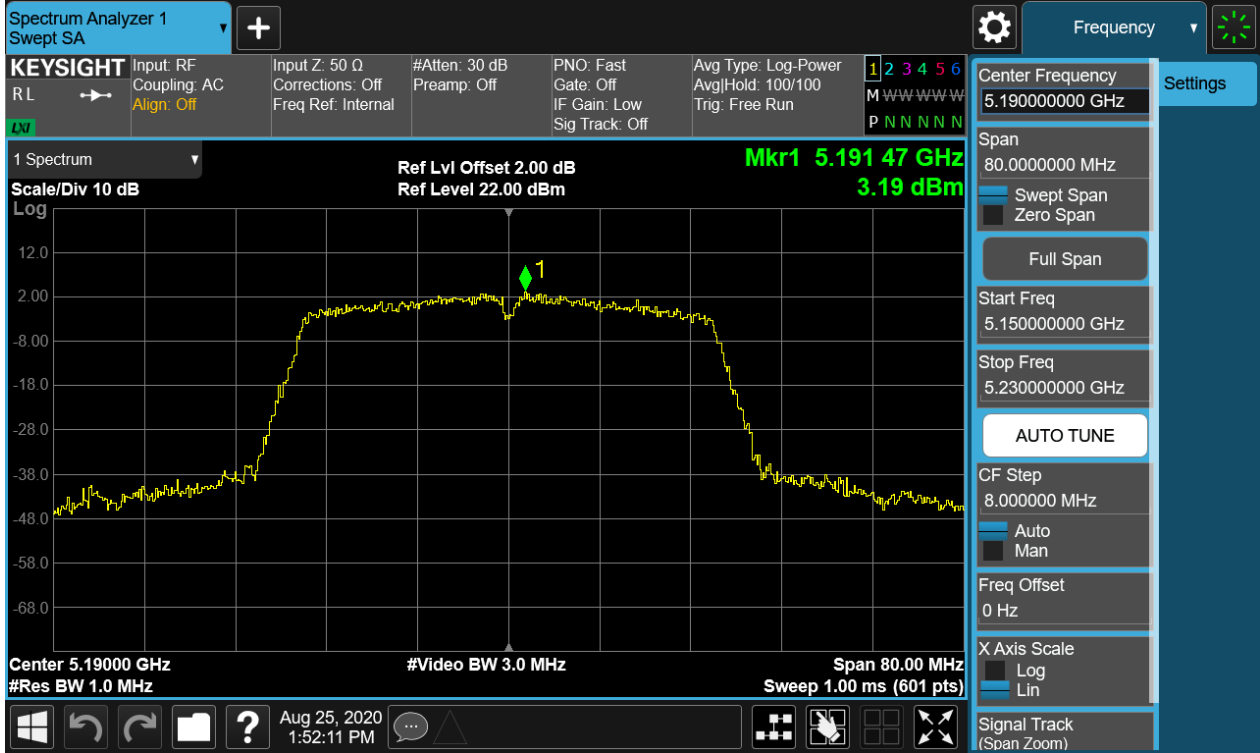 Spectrum Analyzer 1
Swept SA
+
Frequency
KEYSIGHT
R L
LXI
Input: RF
Coupling: AC
Align: Off
Input Z: 50 Ω
Corrections: Off
Freq Ref: Internal
#Atten: 30 dB
Preamp: Off
PNO: Fast
Gate: Off
IF Gain: Low
Sig Track: Off
Avg Type: Log-Power
Avg|Hold: 100/100
Trig: Free Run
1 2 3 4 5 6
M W W W W W
P N N N N N
1 Spectrum
Scale/Div 10 dB
Log
Ref Lvl Offset 2.00 dB
Ref Level 22.00 dBm
Mkr1 5.191 47 GHz
3.19 dBm
1
12.0
2.00
-8.00
-18.0
-28.0
-38.0
-48.0
-58.0
-68.0
Center 5.19000 GHz
#Video BW 3.0 MHz
Span 80.00 MHz
#Res BW 1.0 MHz
Sweep 1.00 ms (601 pts)
Center Frequency
5.190000000 GHz
Settings
Span
80.0000000 MHz
Swept Span
Zero Span
Full Span
Start Freq
5.150000000 GHz
Stop Freq
5.230000000 GHz
AUTO TUNE
CF Step
8.000000 MHz
Auto
Man
Freq Offset
0 Hz
X Axis Scale
Log
Lin
Signal Track
(Span Zoom)
?
Aug 25, 2020
1:52:11 PM